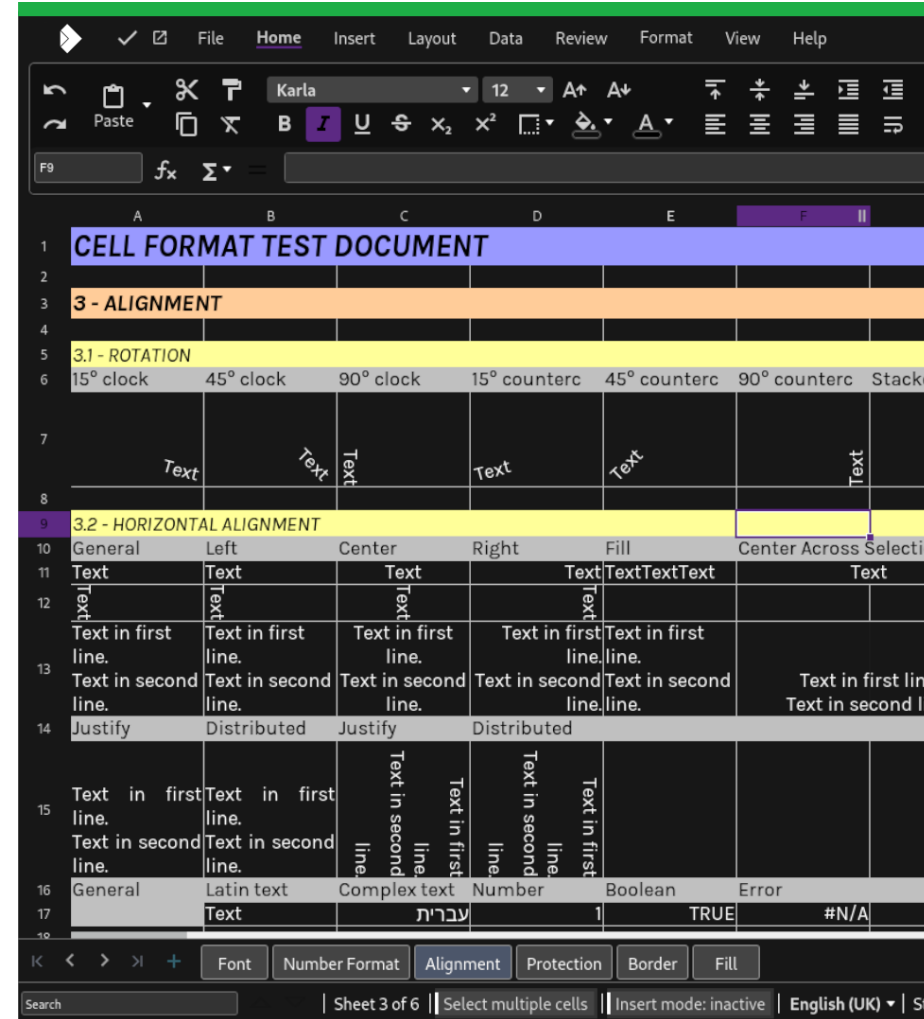 File Home Insert Layout Data Review Format View Help
Karla 12
Paste
F9
A B C D E F
1 CELL FORMAT TEST DOCUMENT
2
3 3 - ALIGNMENT
4
5 3.1 - ROTATION
6 15° clock 45° clock 90° clock 15° counterc 45° counterc 90° counterc
7 Text Text Text Text Text Text
8
9 3.2 - HORIZONTAL ALIGNMENT
10 General Left Center Right Fill Center Across Selecti
11 Text Text Text Text TextTextText Text
12 Text Text Text Text
13
Text in first Text in first Text in first Text in first Text in first
line. line. line. line. line.
Text in second Text in second Text in second Text in second Text in second Text in first lin
line. line. line. line. line. Text in second l
14 Justify Distributed Justify Distributed
15
Text in first Text in first Text in first Text in first
line. line. line. line.
Text in second Text in second Text in second Text in second
line. line. line. line.
16 General Latin text Complex text Number Boolean Error
17 Text עברית 1 TRUE #N/A
Font Number Format Alignment Protection Border Fill
Search Sheet 3 of 6 Select multiple cells Insert mode: inactive English (UK)